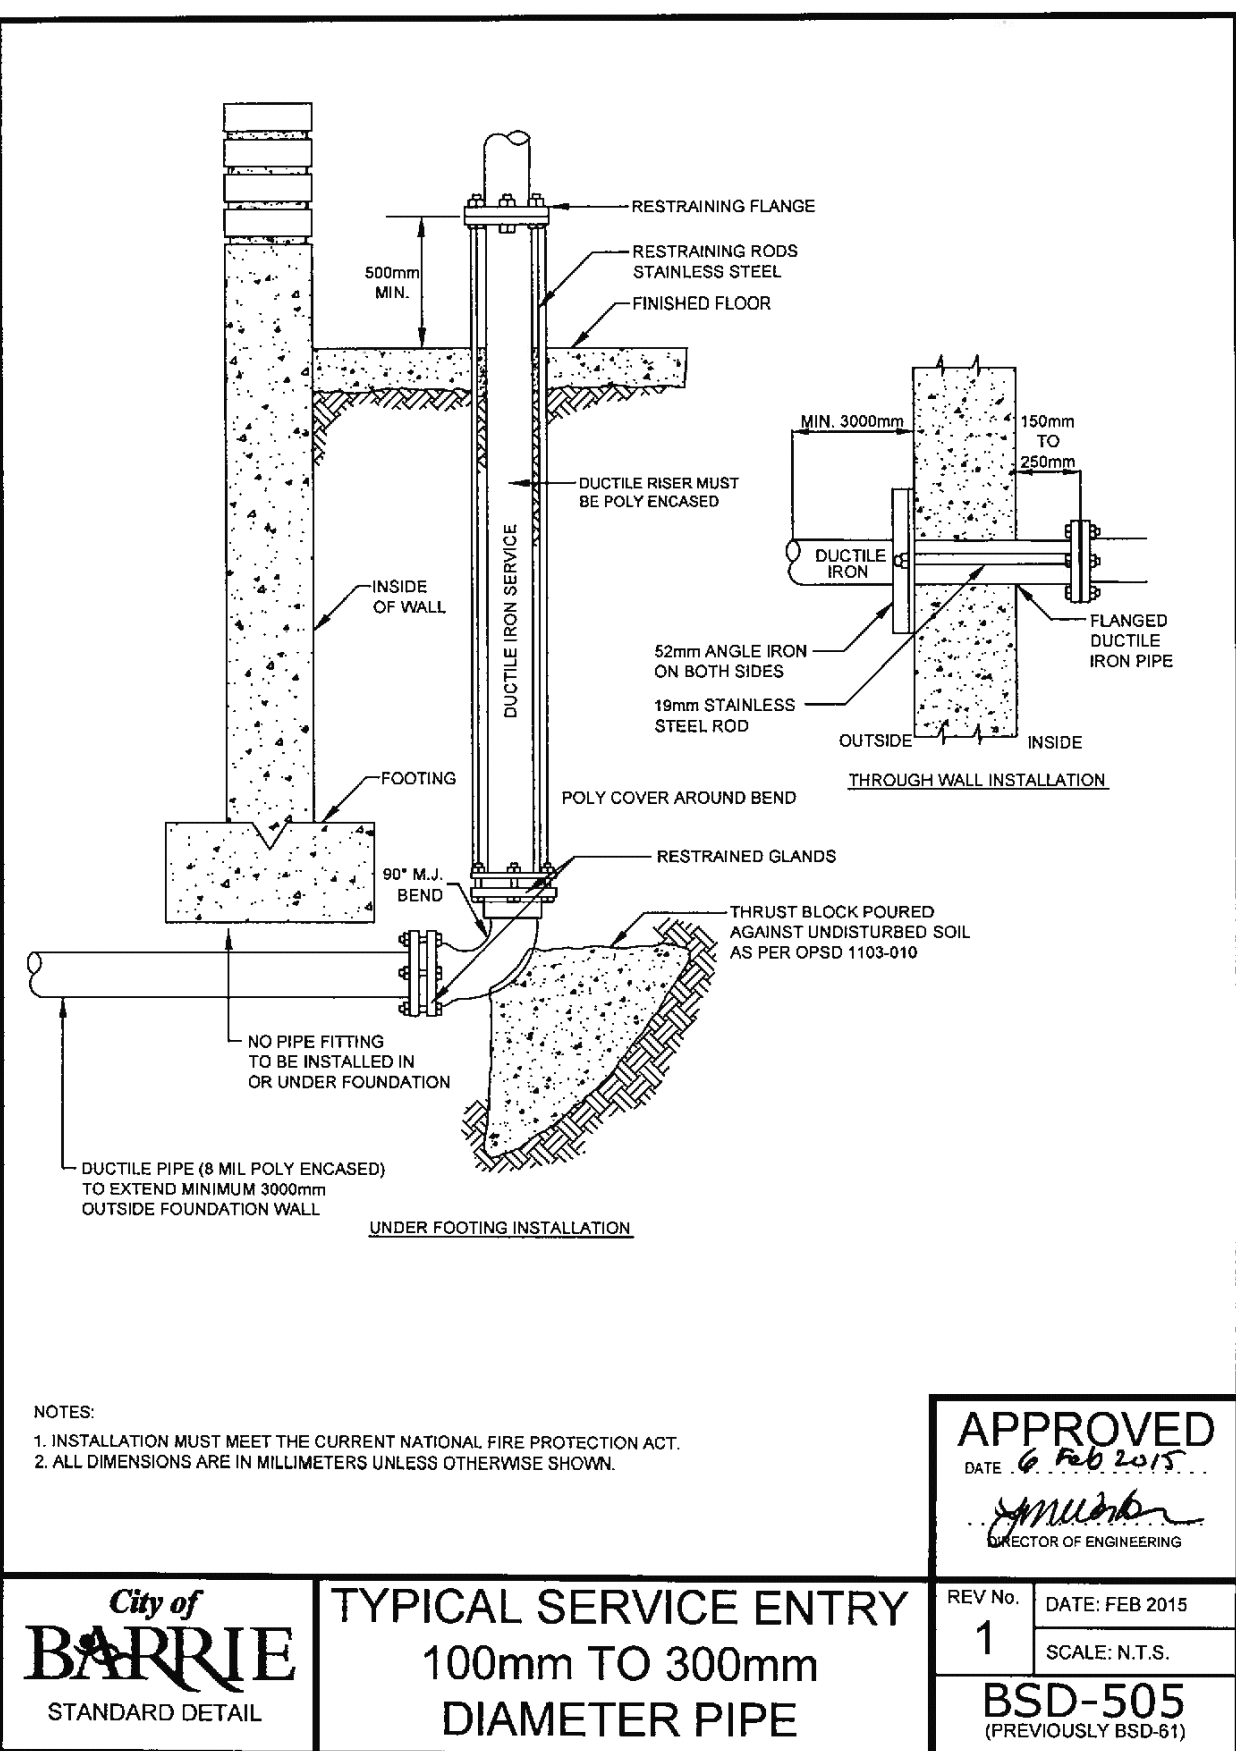 RESTRAINING FLANGE
RESTRAINING RODS
STAINLESS STEEL
500mm
MIN.
FINISHED FLOOR
MIN. 3000mm
150mm
TO
250mm
DUCTILE RISER MUST
BE POLY ENCASED
DUCTILE IRON SERVICE
DUCTILE
IRON
INSIDE
OF WALL
FLANGED
DUCTILE
IRON PIPE
52mm ANGLE IRON
ON BOTH SIDES
19mm STAINLESS
STEEL ROD
OUTSIDE
INSIDE
THROUGH WALL INSTALLATION
FOOTING
POLY COVER AROUND BEND
RESTRAINED GLANDS
90° M.J.
BEND
THRUST BLOCK POURED
AGAINST UNDISTURBED SOIL
AS PER OPSD 1103-010
NO PIPE FITTING
TO BE INSTALLED IN
OR UNDER FOUNDATION
DUCTILE PIPE (8 MIL POLY ENCASED)
TO EXTEND MINIMUM 3000mm
OUTSIDE FOUNDATION WALL
UNDER FOOTING INSTALLATION
NOTES:
1. INSTALLATION MUST MEET THE CURRENT NATIONAL FIRE PROTECTION ACT.
2. ALL DIMENSIONS ARE IN MILLIMETERS UNLESS OTHERWISE SHOWN.
APPROVED
DATE 6 Feb 2015
DIRECTOR OF ENGINEERING
City of
BARRIE
STANDARD DETAIL
TYPICAL SERVICE ENTRY
100mm TO 300mm
DIAMETER PIPE
REV No.
1
DATE: FEB 2015
SCALE: N.T.S.
BSD-505
(PREVIOUSLY BSD-61)